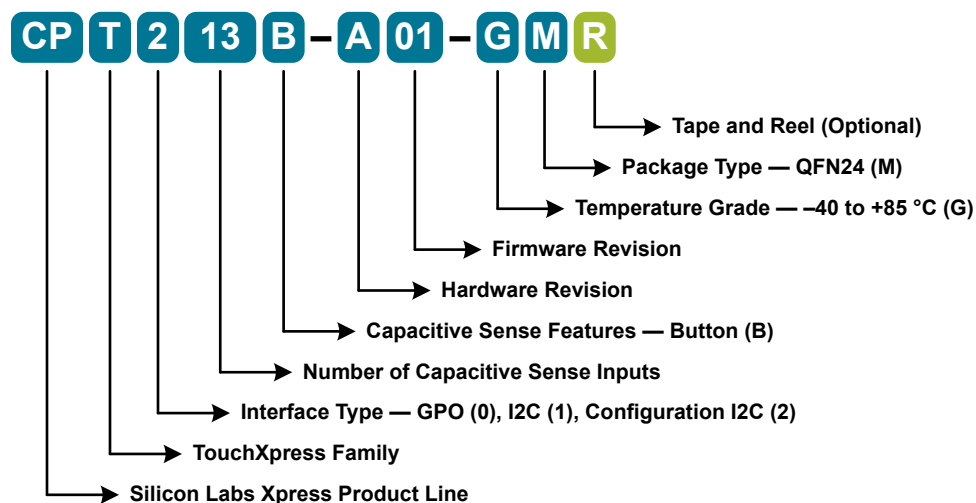 CP T 2 13 B – A 01 – G M R
Tape and Reel (Optional)
Package Type — QFN24 (M)
Temperature Grade — –40 to +85 °C (G)
Firmware Revision
Hardware Revision
Capacitive Sense Features — Button (B)
Number of Capacitive Sense Inputs
Interface Type — GPO (0), I2C (1), Configuration I2C (2)
TouchXpress Family
Silicon Labs Xpress Product Line